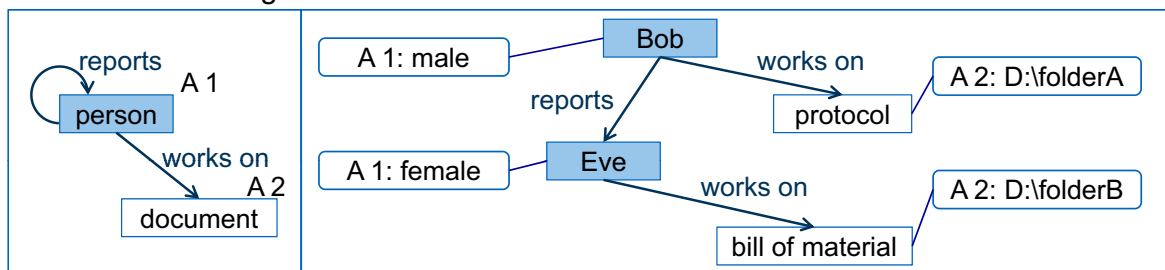 reports
A 1
person
works on
A 2
document
A 1: male
Bob
works on
A 2: D:\folderA
reports
protocol
A 1: female
Eve
works on
A 2: D:\folderB
bill of material